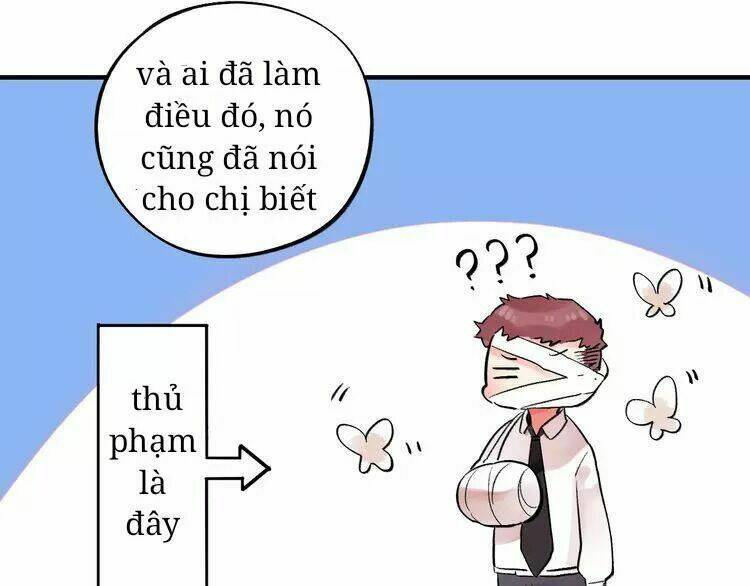 và ai đã làm
điều đó, nó
cũng đã nói
cho chị biết
???
thủ
phạm
là
đây